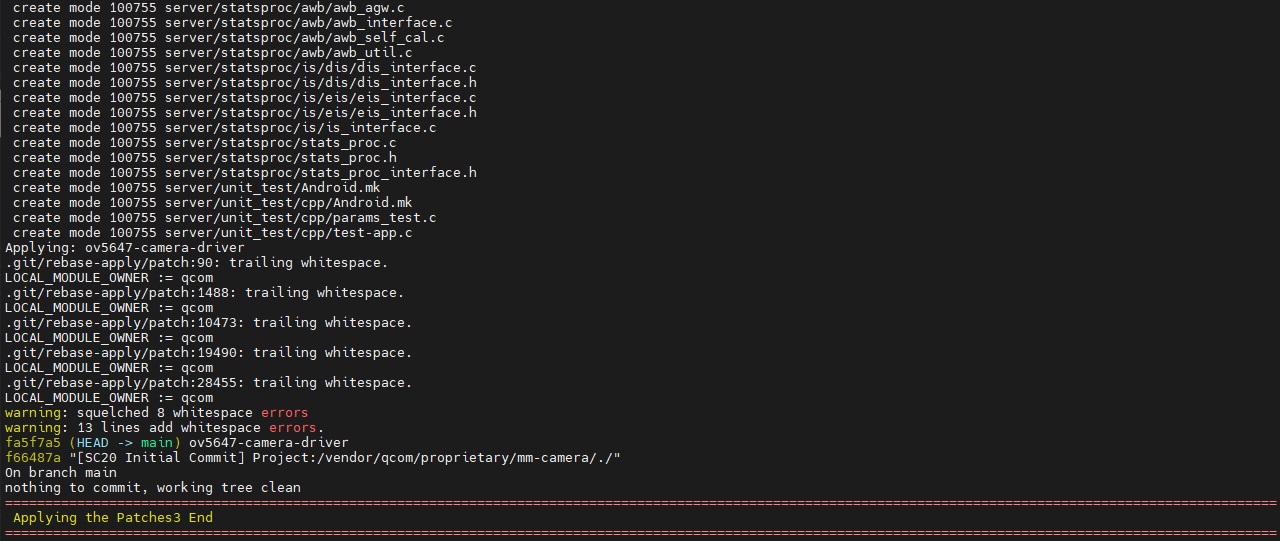 create mode 100755 server/statsproc/awb/awb_agw.c
create mode 100755 server/statsproc/awb/awb_interface.c
create mode 100755 server/statsproc/awb/awb_self_cal.c
create mode 100755 server/statsproc/awb/awb_util.c
create mode 100755 server/statsproc/is/dis/dis_interface.c
create mode 100755 server/statsproc/is/dis/dis_interface.h
create mode 100755 server/statsproc/is/eis/eis_interface.c
create mode 100755 server/statsproc/is/eis/eis_interface.h
create mode 100755 server/statsproc/is/is_interface.c
create mode 100755 server/statsproc/stats_proc.c
create mode 100755 server/statsproc/stats_proc.h
create mode 100755 server/statsproc/stats_proc_interface.h
create mode 100755 server/unit_test/Android.mk
create mode 100755 server/unit_test/cpp/Android.mk
create mode 100755 server/unit_test/cpp/params_test.c
create mode 100755 server/unit_test/cpp/test-app.c
Applying: ov5647-camera-driver
.git/rebase-apply/patch:90: trailing whitespace.
LOCAL_MODULE_OWNER := qcom
.git/rebase-apply/patch:1488: trailing whitespace.
LOCAL_MODULE_OWNER := qcom
.git/rebase-apply/patch:10473: trailing whitespace.
LOCAL_MODULE_OWNER := qcom
.git/rebase-apply/patch:19490: trailing whitespace.
LOCAL_MODULE_OWNER := qcom
.git/rebase-apply/patch:28455: trailing whitespace.
LOCAL_MODULE_OWNER := qcom
warning: squelched 8 whitespace errors
warning: 13 lines add whitespace errors.
fa5f7a5 (HEAD -> main) ov5647-camera-driver
f66487a "[SC20 Initial Commit] Project:/vendor/qcom/proprietary/mm-camera/./"
On branch main
nothing to commit, working tree clean
===============================================================================================================================================================
Applying the Patches3 End
===============================================================================================================================================================